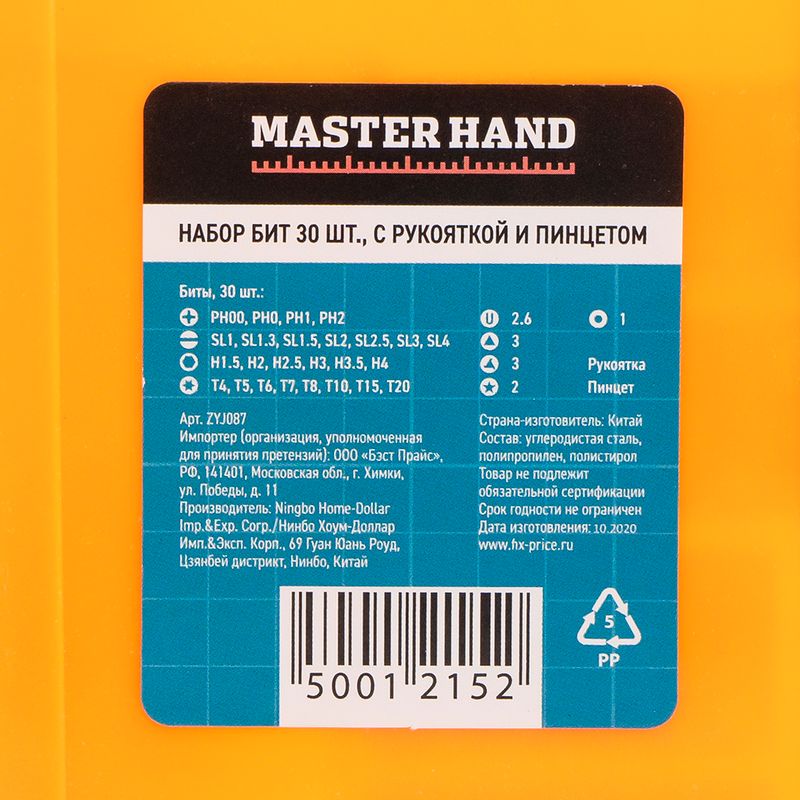 MASTER HAND
НАБОР БИТ 30 ШТ., С РУКОЯТКОЙ И ПИНЦЕТОМ
Биты, 30 шт.:
PH00, PH0, PH1, PH2
SL1, SL1.3, SL1.5, SL2, SL2.5, SL3, SL4
H1.5, H2, H2.5, H3, H3.5, H4
T4, T5, T6, T7, T8, T10, T15, T20
U 2.6
3
3
2
1
Рукоятка
Пинцет
Арт. ZYJ087
Импортер (организация, уполномоченная
для принятия претензий): ООО «Бэст Прайс»,
РФ, 141401, Московская обл., г. Химки,
ул. Победы, д. 11
Производитель: Ningbo Home-Dollar
Imp.&Exp. Corp./Нинбо Хоум-Доллар
Имп.&Эксп. Корп., 69 Гуан Юань Роуд,
Цзянбей дистрикт, Нинбо, Китай
Страна-изготовитель: Китай
Состав: углеродистая сталь,
полипропилен, полистирол
Товар не подлежит
обязательной сертификации
Срок годности не ограничен
Дата изготовления: 10.2020
www.fix-price.ru
5001 2152
5
PP